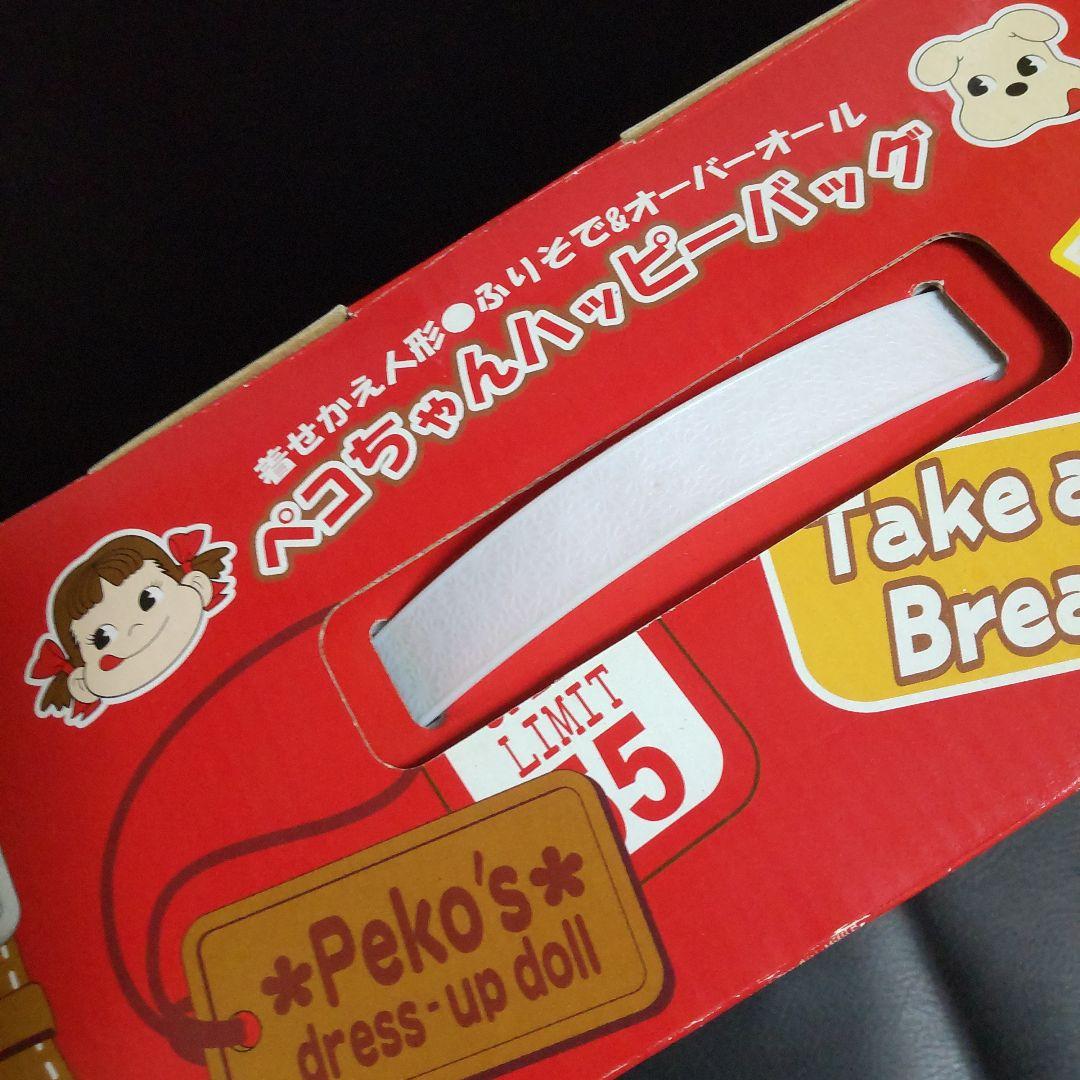 着せかえ人形●ふりそで&オーバーオール
ペコちゃんハッピーバッグ
Take a
LIMIT
55
*Peko's*
dress-up doll